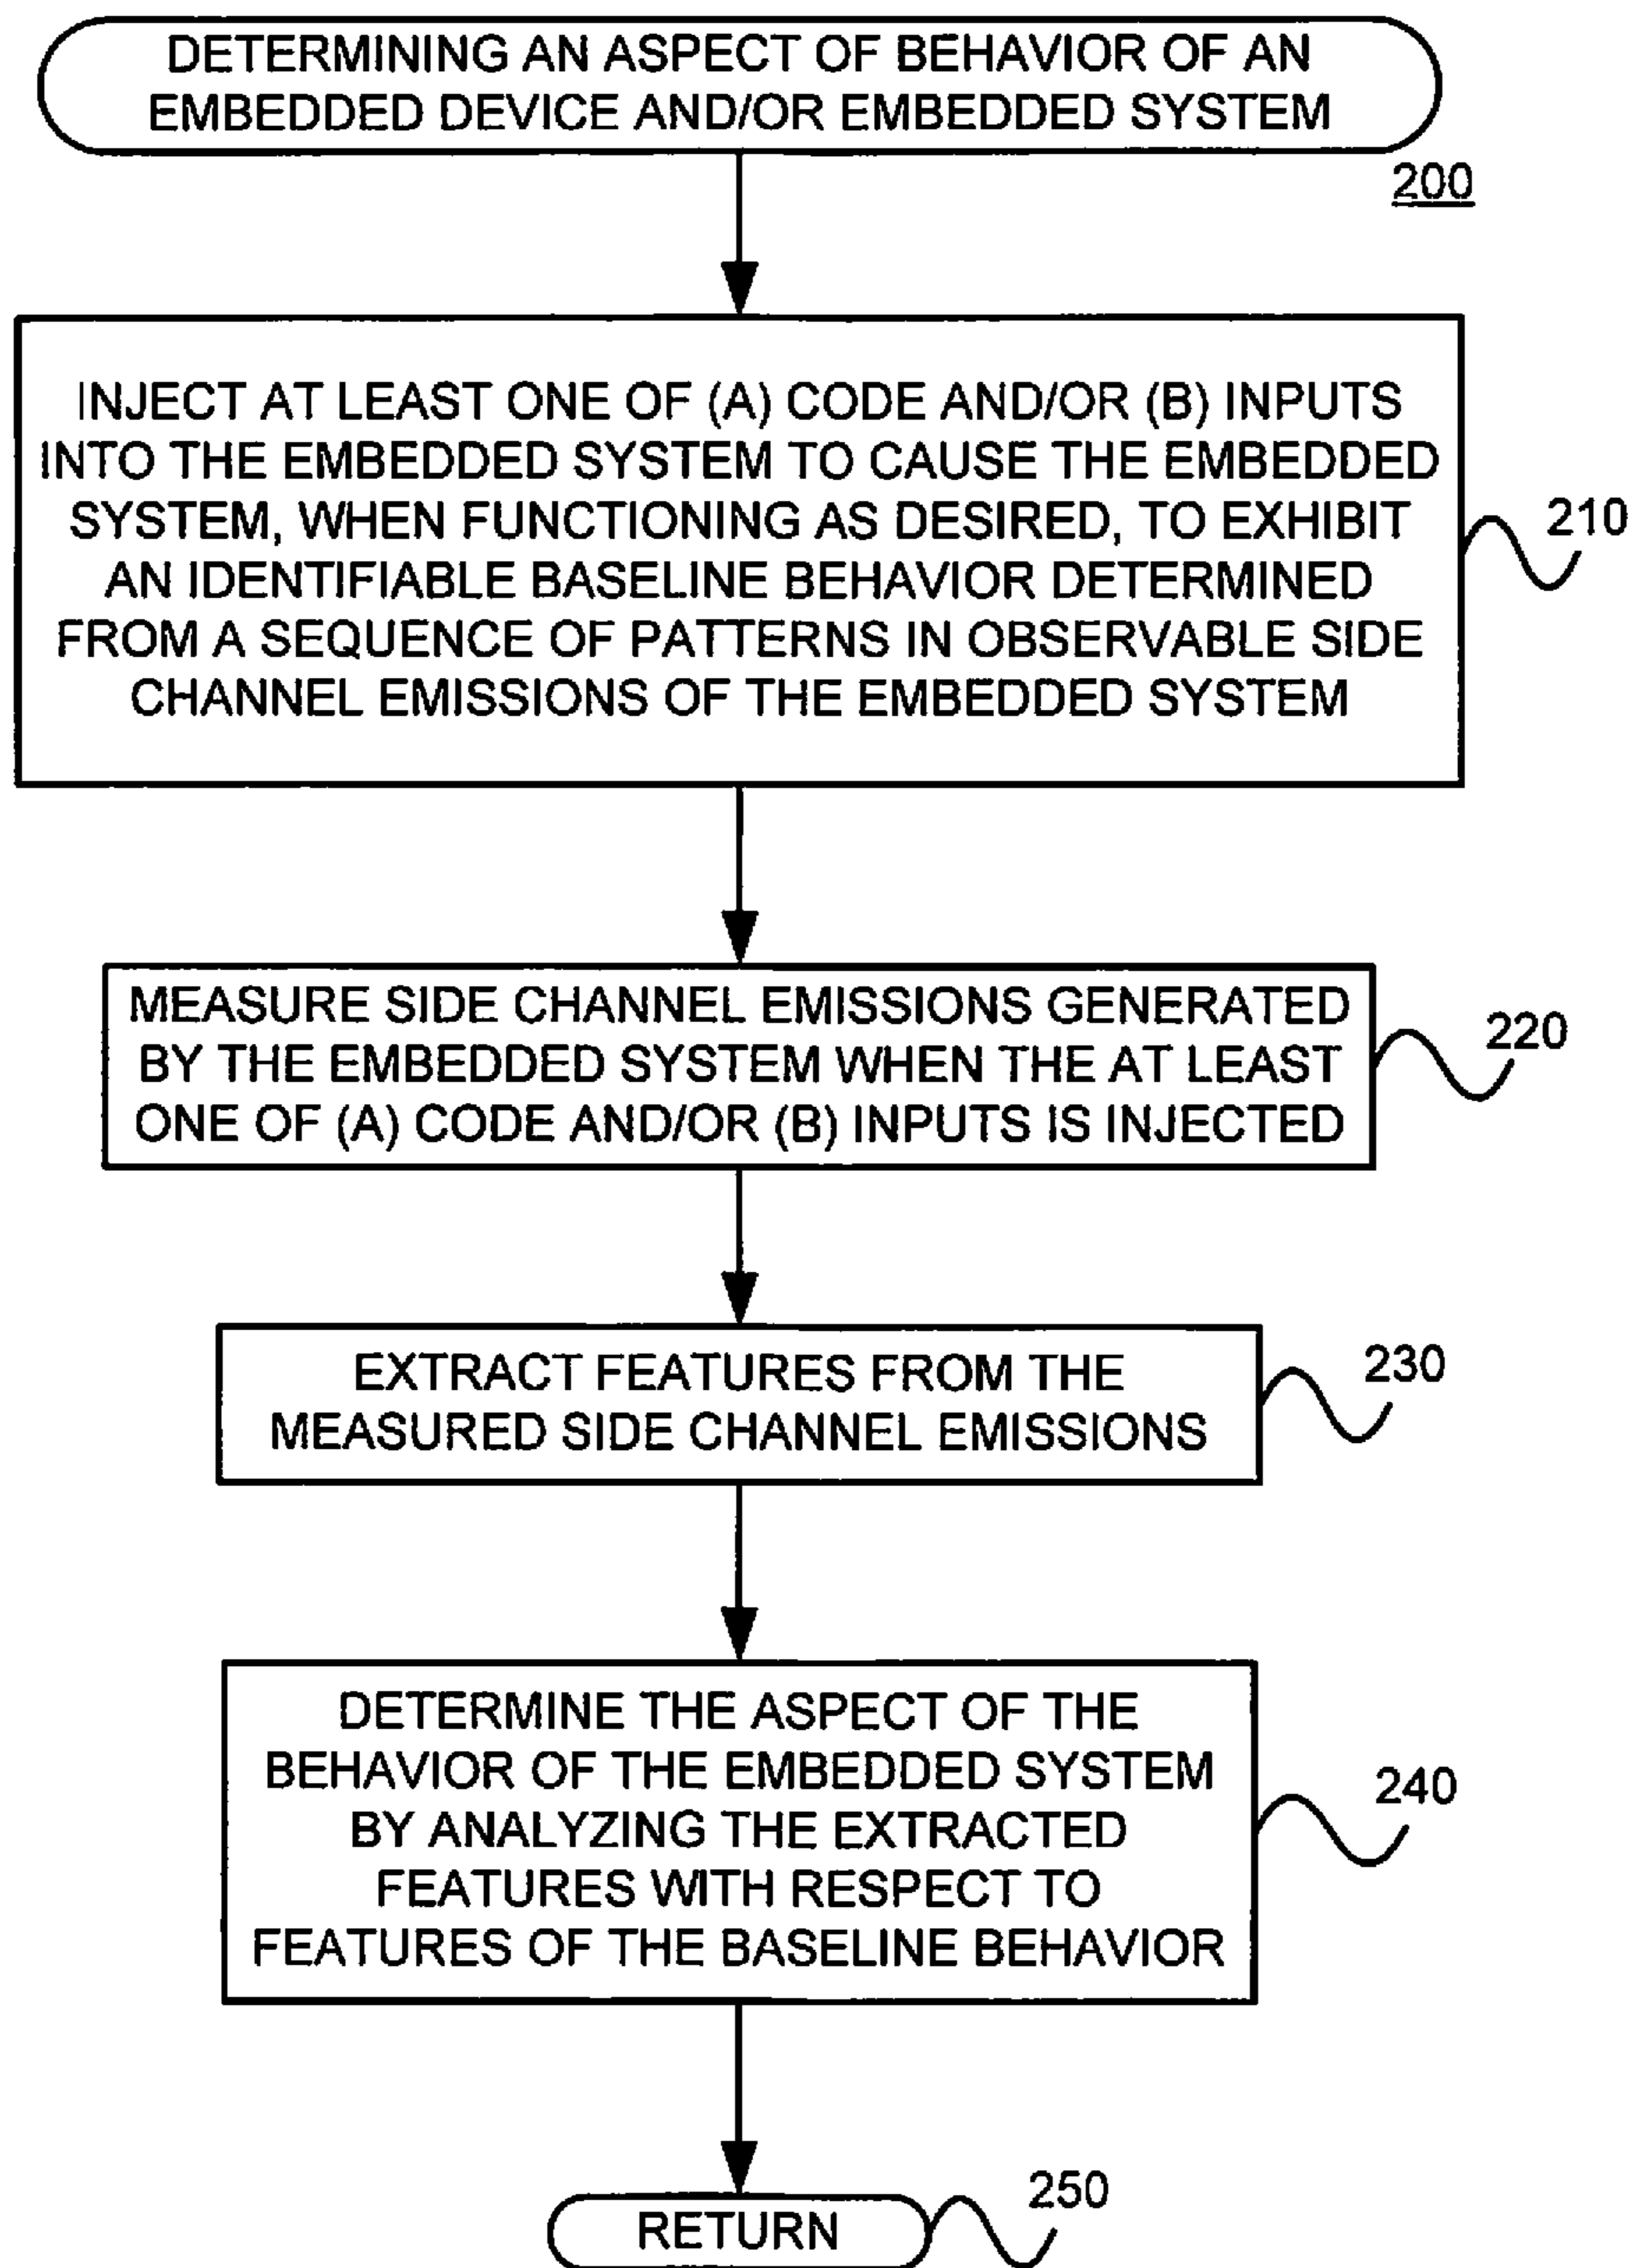 DETERMINING AN ASPECT OF BEHAVIOR OF AN
EMBEDDED DEVICE AND/OR EMBEDDED SYSTEM
200
INJECT AT LEAST ONE OF (A) CODE AND/OR (B) INPUTS
INTO THE EMBEDDED SYSTEM TO CAUSE THE EMBEDDED
SYSTEM, WHEN FUNCTIONING AS DESIRED, TO EXHIBIT
AN IDENTIFIABLE BASELINE BEHAVIOR DETERMINED
FROM A SEQUENCE OF PATTERNS IN OBSERVABLE SIDE
CHANNEL EMISSIONS OF THE EMBEDDED SYSTEM
210
MEASURE SIDE CHANNEL EMISSIONS GENERATED
BY THE EMBEDDED SYSTEM WHEN THE AT LEAST
ONE OF (A) CODE AND/OR (B) INPUTS IS INJECTED
220
EXTRACT FEATURES FROM THE
MEASURED SIDE CHANNEL EMISSIONS
230
DETERMINE THE ASPECT OF THE
BEHAVIOR OF THE EMBEDDED SYSTEM
BY ANALYZING THE EXTRACTED
FEATURES WITH RESPECT TO
FEATURES OF THE BASELINE BEHAVIOR
240
RETURN
250